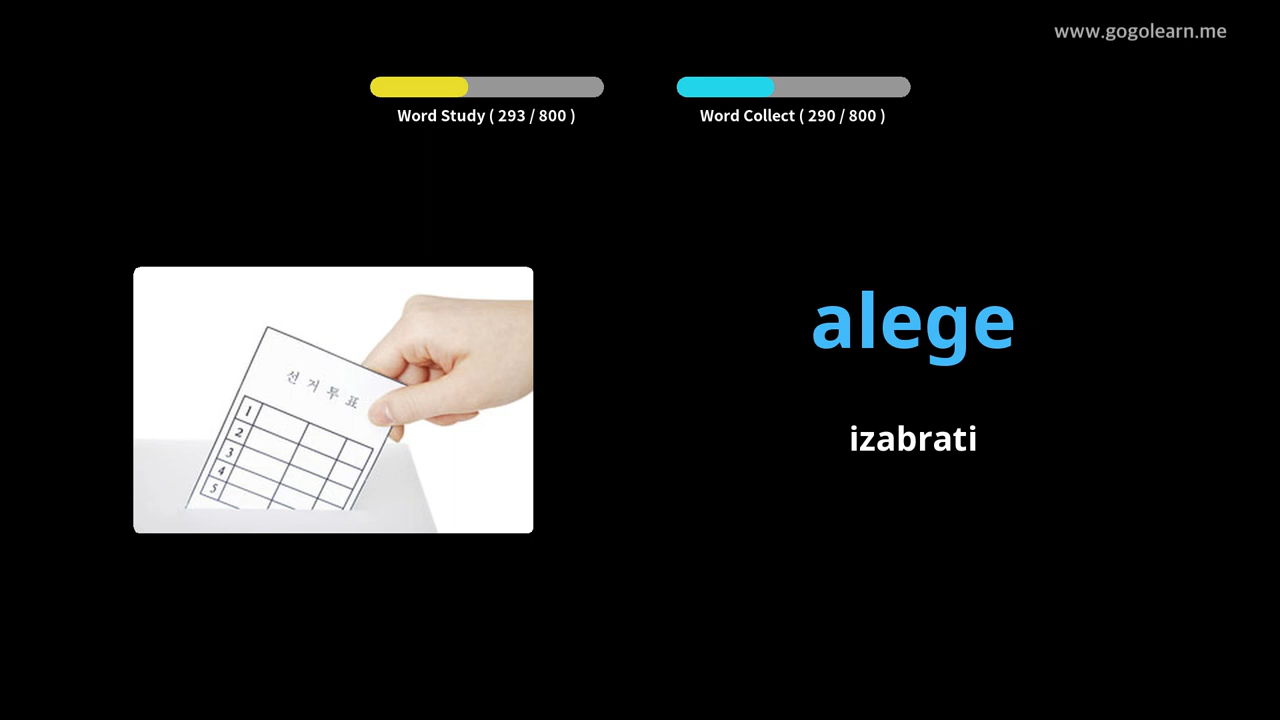 www.gogolearn.me
Word Study ( 293 / 800 )
Word Collect ( 290 / 800 )
선거투표
1
2
3
4
5
alege
izabrati